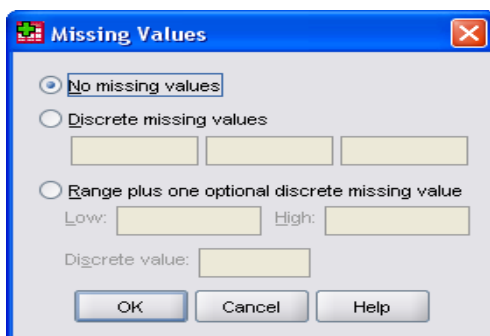 Missing Values
No missing values
Discrete missing values
Range plus one optional discrete missing value
Low: High:
Discrete value:
OK Cancel Help